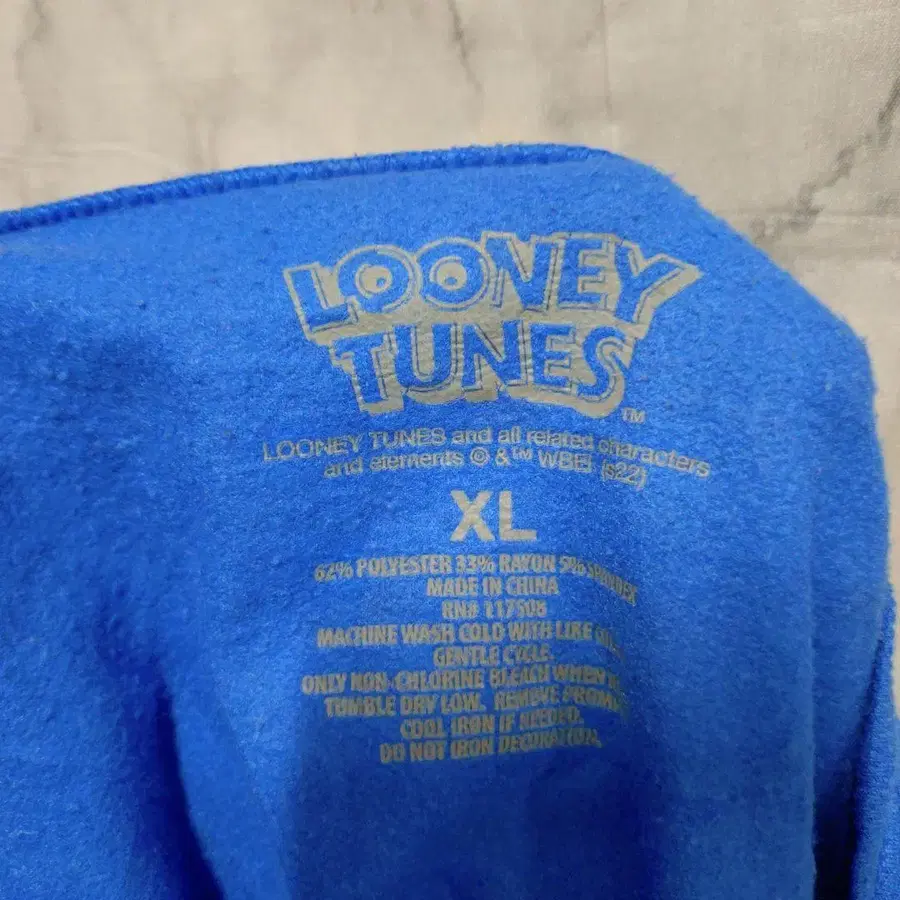 LOONEY
TUNES
TM
LOONEY TUNES and all related characters
and elements © & ™ WBEI (s22)
XL
62% POLYESTER 33% RAYON 5% SPANDEX
MADE IN CHINA
RN# 117508
MACHINE WASH COLD WITH LIKE
GENTLE CYCLE.
ONLY NON-CHLORINE BLEACH WHEN
TUMBLE DRY LOW. REMOVE
COOL IRON IF NEEDED.
DO NOT IRON DECORATION.